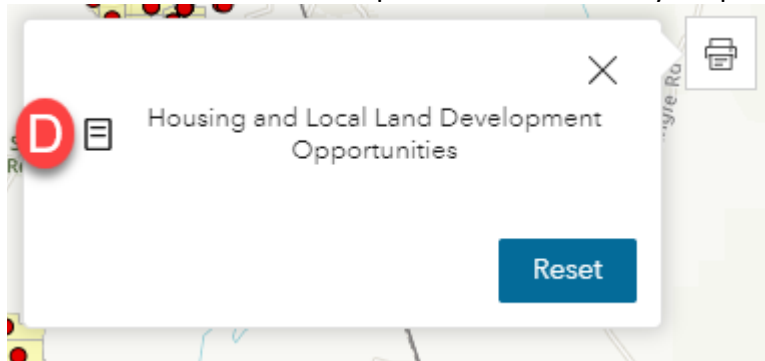 D
Housing and Local Land Development
Opportunities
Reset